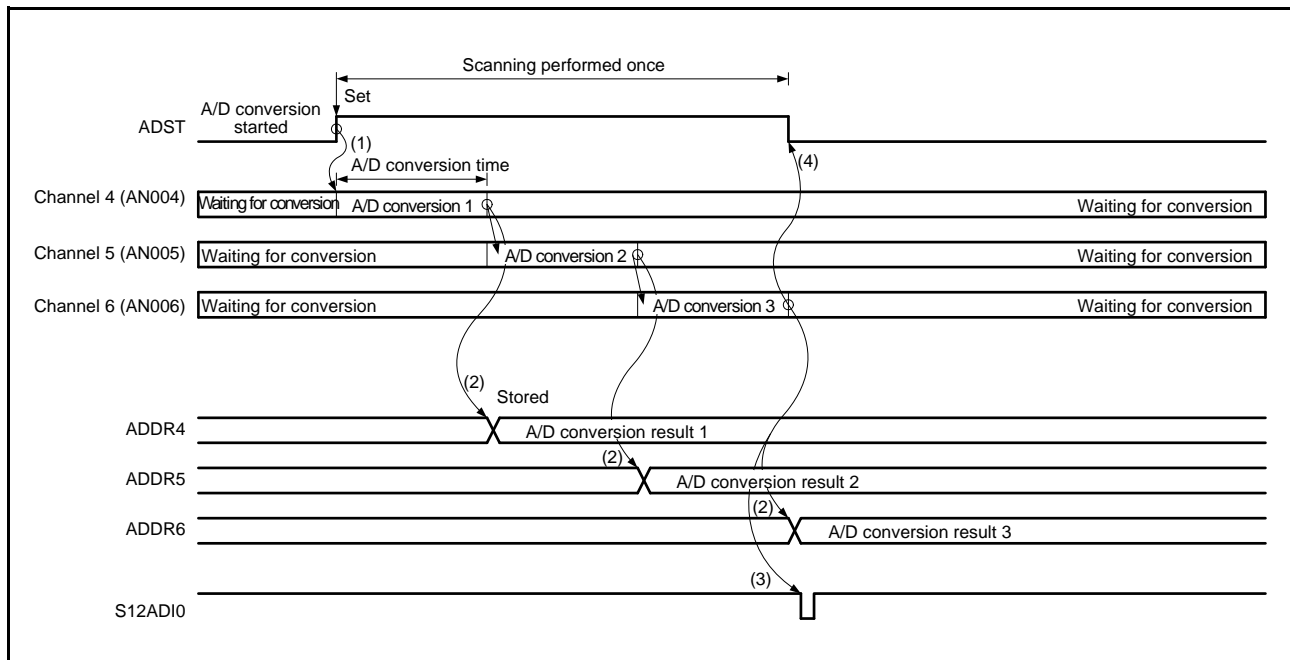 Scanning performed once
Set
A/D conversion
started
ADST
(1)
(4)
A/D conversion time
Channel 4 (AN004)
Waiting for conversion
A/D conversion 1
Waiting for conversion
Channel 5 (AN005)
Waiting for conversion
A/D conversion 2
Waiting for conversion
Channel 6 (AN006)
Waiting for conversion
A/D conversion 3
Waiting for conversion
(2)
Stored
ADDR4
A/D conversion result 1
(2)
ADDR5
A/D conversion result 2
(2)
ADDR6
A/D conversion result 3
(3)
S12ADI0